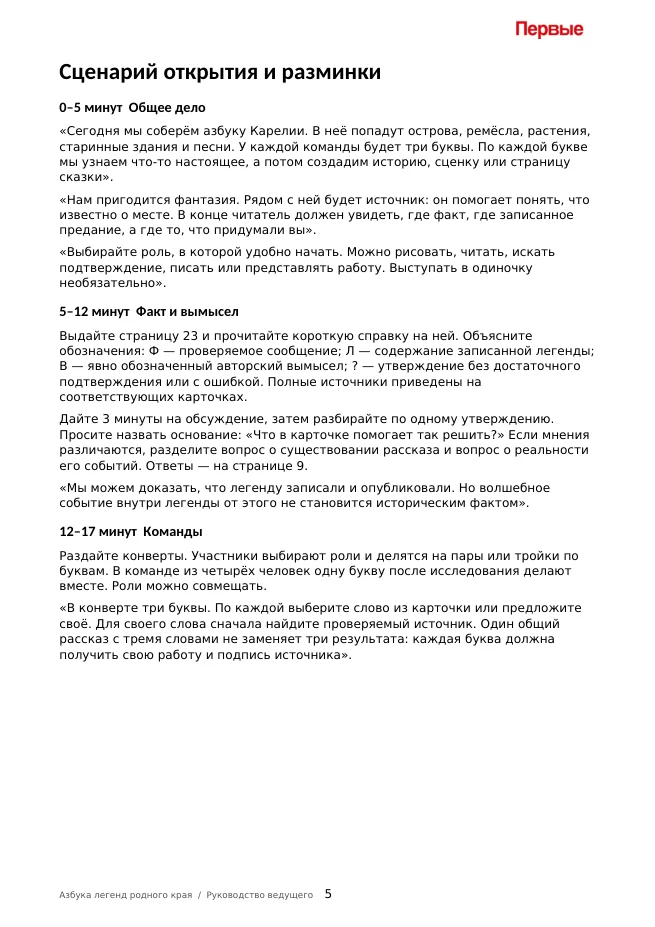 Первые
Сценарий открытия и разминки
0–5 минут Общее дело
«Сегодня мы соберём азбуку Карелии. В неё попадут острова, ремёсла, растения,
старинные здания и песни. У каждой команды будет три буквы. По каждой букве
мы узнаем что-то настоящее, а потом создадим историю, сценку или страницу
сказки».
«Нам пригодится фантазия. Рядом с ней будет источник: он помогает понять, что
известно о месте. В конце читатель должен увидеть, где факт, где записанное
предание, а где то, что придумали вы».
«Выбирайте роль, в которой удобно начать. Можно рисовать, читать, искать
подтверждение, писать или представлять работу. Выступать в одиночку
необязательно».
5–12 минут Факт и вымысел
Выдайте страницу 23 и прочитайте короткую справку на ней. Объясните
обозначения: Ф — проверяемое сообщение; Л — содержание записанной легенды;
В — явно обозначенный авторский вымысел; ? — утверждение без достаточного
подтверждения или с ошибкой. Полные источники приведены на
соответствующих карточках.
Дайте 3 минуты на обсуждение, затем разбирайте по одному утверждению.
Просите назвать основание: «Что в карточке помогает так решить?» Если мнения
различаются, разделите вопрос о существовании рассказа и вопрос о реальности
его событий. Ответы — на странице 9.
«Мы можем доказать, что легенду записали и опубликовали. Но волшебное
событие внутри легенды от этого не становится историческим фактом».
12–17 минут Команды
Раздайте конверты. Участники выбирают роли и делятся на пары или тройки по
буквам. В команде из четырёх человек одну букву после исследования делают
вместе. Роли можно совмещать.
«В конверте три буквы. По каждой выберите слово из карточки или предложите
своё. Для своего слова сначала найдите проверяемый источник. Один общий
рассказ с тремя словами не заменяет три результата: каждая буква должна
получить свою работу и подпись источника».
Азбука легенд родного края / Руководство ведущего 5